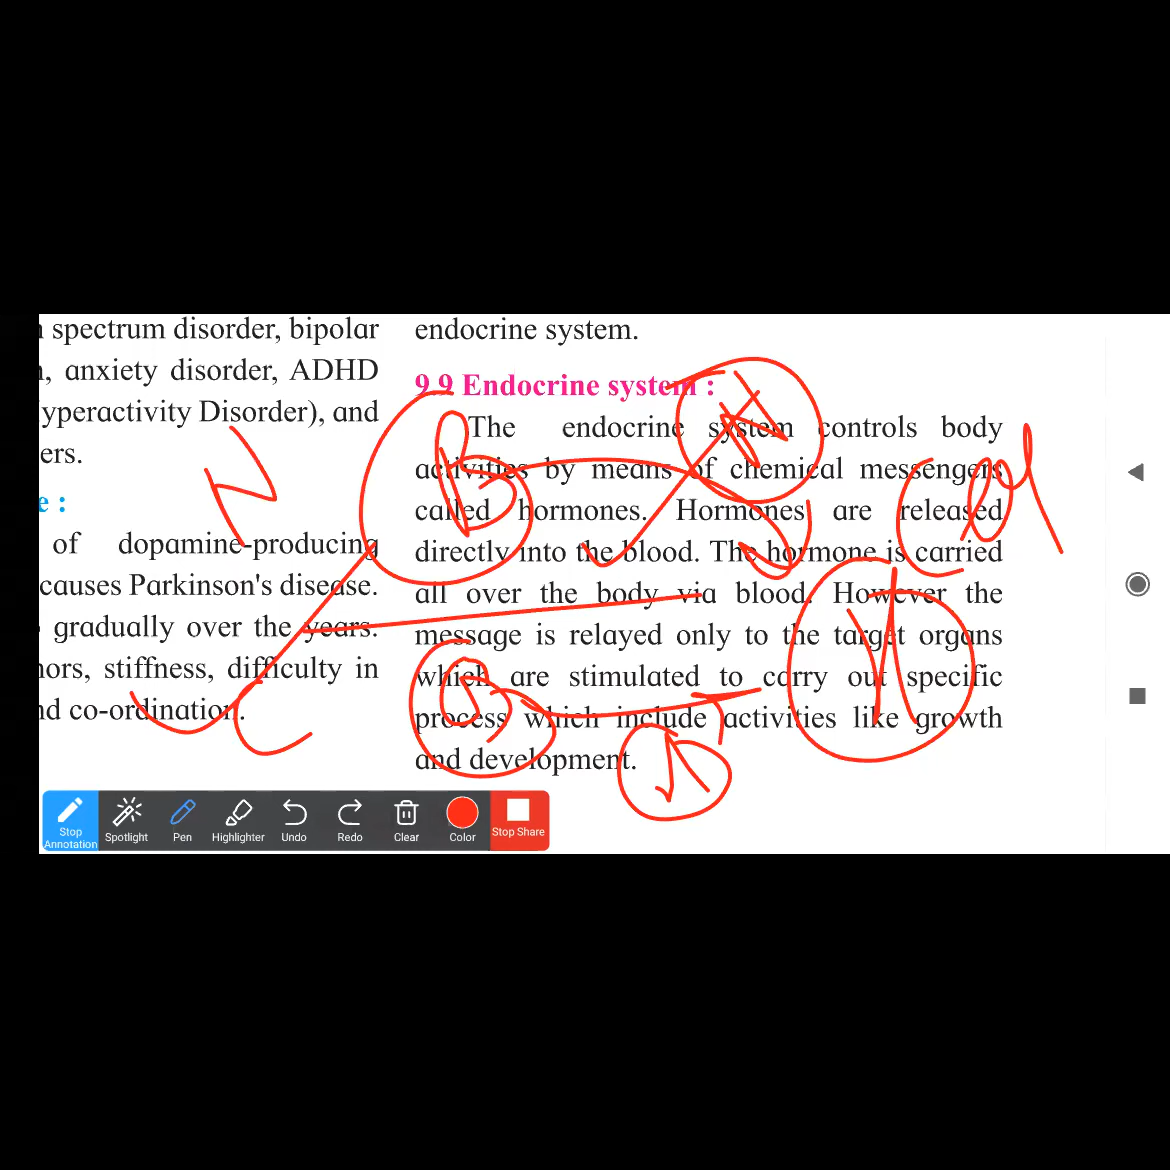 spectrum disorder, bipolar
anxiety disorder, ADHD
yperactivity Disorder), and
ers.
e :
of dopamine-producing
causes Parkinson's disease.
gradually over the years.
nors, stiffness, difficulty in
nd co-ordination.
endocrine system.
9.9 Endocrine system :
The endocrine system controls body
activities by means of chemical messengers
called hormones. Hormones are released
directly into the blood. The hormone is carried
all over the body via blood. However the
message is relayed only to the target organs
which are stimulated to carry out specific
process which include activities like growth
and development.
N
B
B
Stop Annotation
Spotlight
Pen
Highlighter
Undo
Redo
Clear
Color
Stop Share